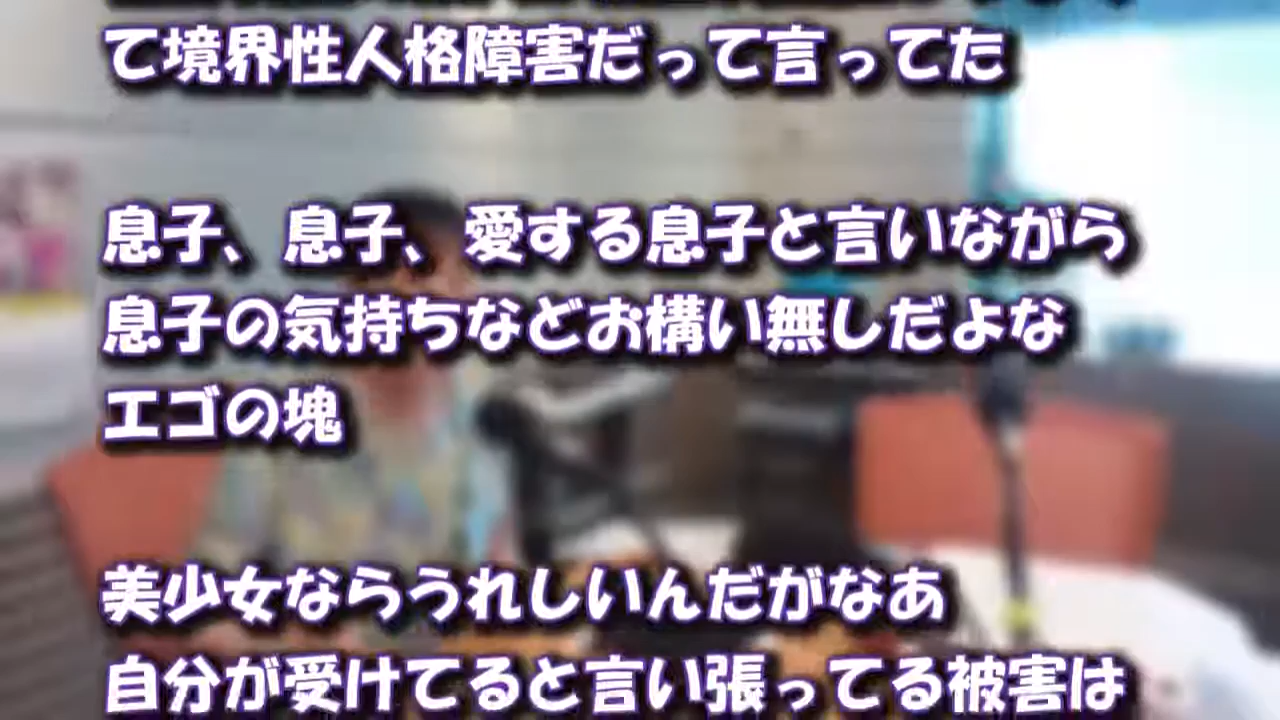 て境界性人格障害だって言ってた
息子、息子、愛する息子と言いながら
息子の気持ちなどお構い無しだよな
エゴの塊
美少女ならうれしいんだがなあ
自分が受けてると言い張ってる被害は